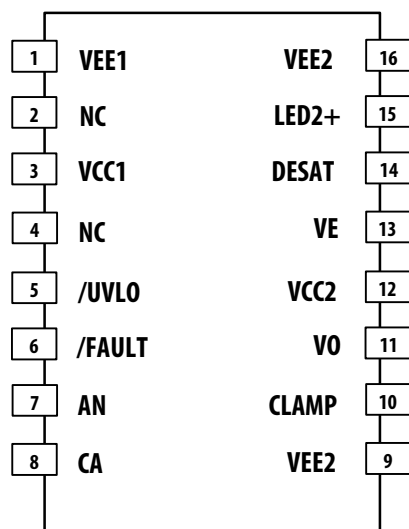 1 VEE1 VEE2 16
2 NC LED2+ 15
3 VCC1 DESAT 14
4 NC VE 13
5 /UVLO VCC2 12
6 /FAULT VO 11
7 AN CLAMP 10
8 CA VEE2 9